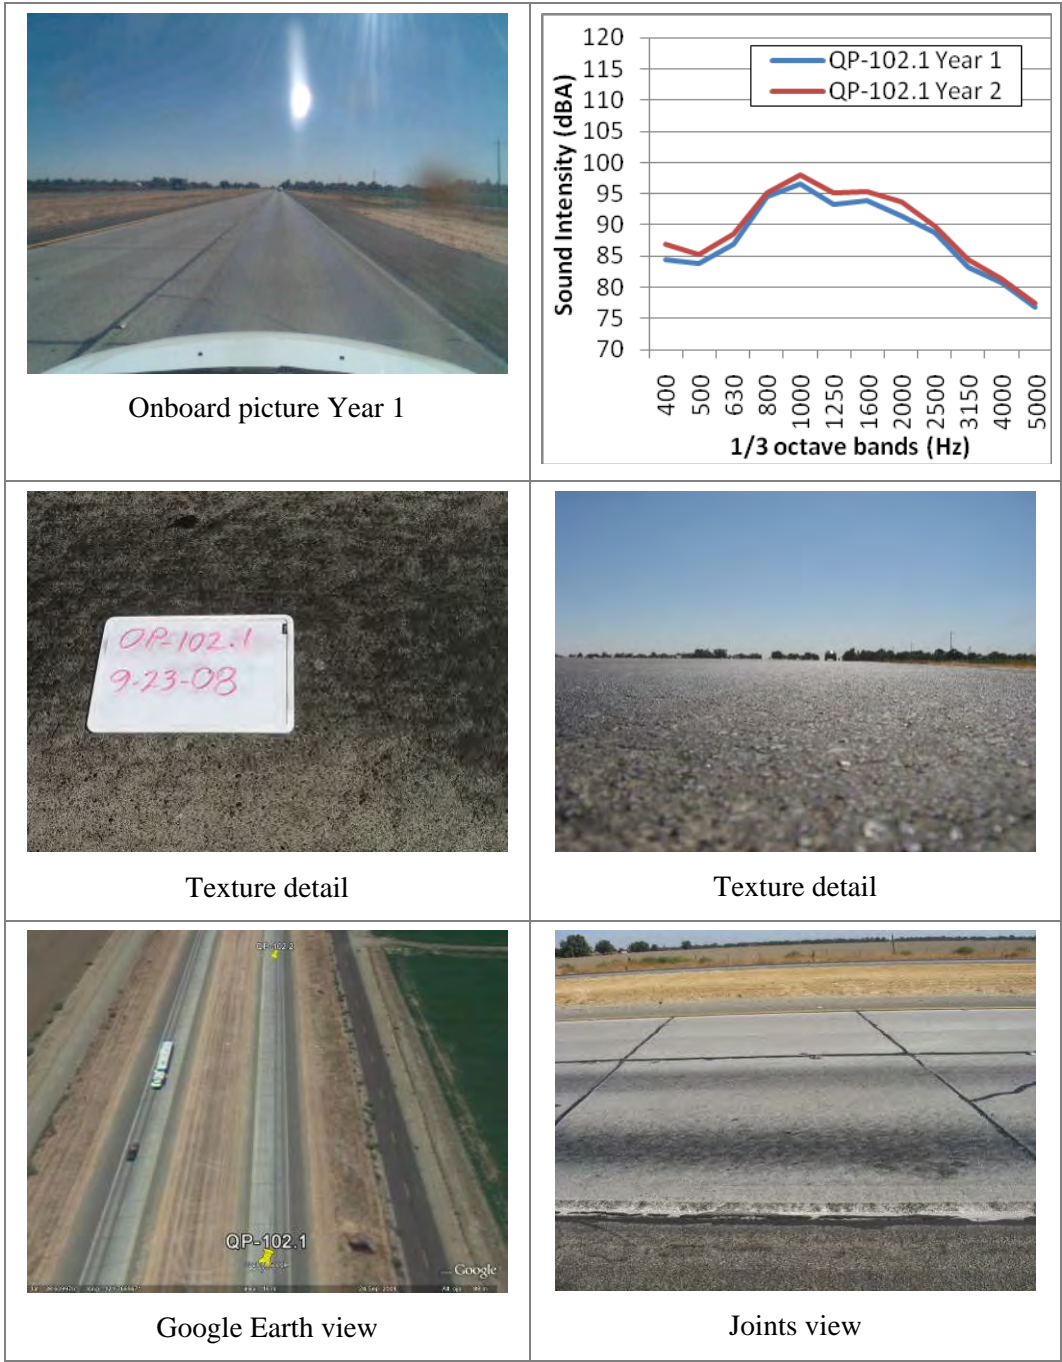 Onboard picture Year 1
120
115
110
105
100
95
90
85
80
75
70
Sound Intensity (dBA)
QP-102.1 Year 1
QP-102.1 Year 2
400
500
630
800
1000
1250
1600
2000
2500
3150
4000
5000
1/3 octave bands (Hz)
QP-102.1
9-23-08
Texture detail
Texture detail
QP-102.2
QP-102.1
Google
Google Earth view
Joints view